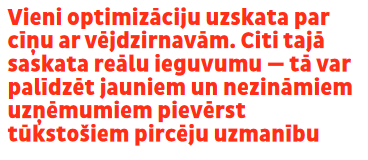 Vieni optimizāciju uzskata par
cīņu ar vējdzirnavām. Citi tajā
saskata reālu ieguvumu — tā var
palīdzēt jauniem un nezināmiem
uzņēmumiem pievērst
tūkstošiem pircēju uzmanību